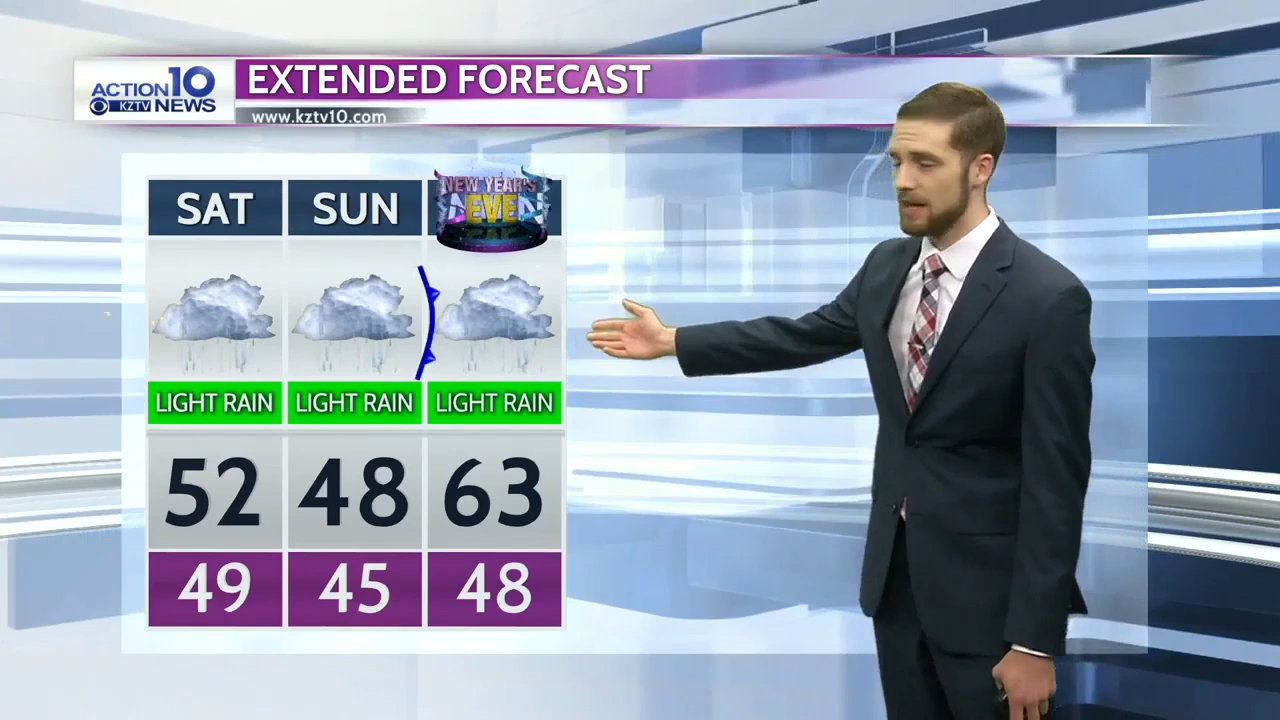 ACTION 10
KZTV NEWS
EXTENDED FORECAST
www.kztv10.com
SAT SUN NEW YEAR'S
EVE
LIGHT RAIN LIGHT RAIN LIGHT RAIN
52 48 63
49 45 48